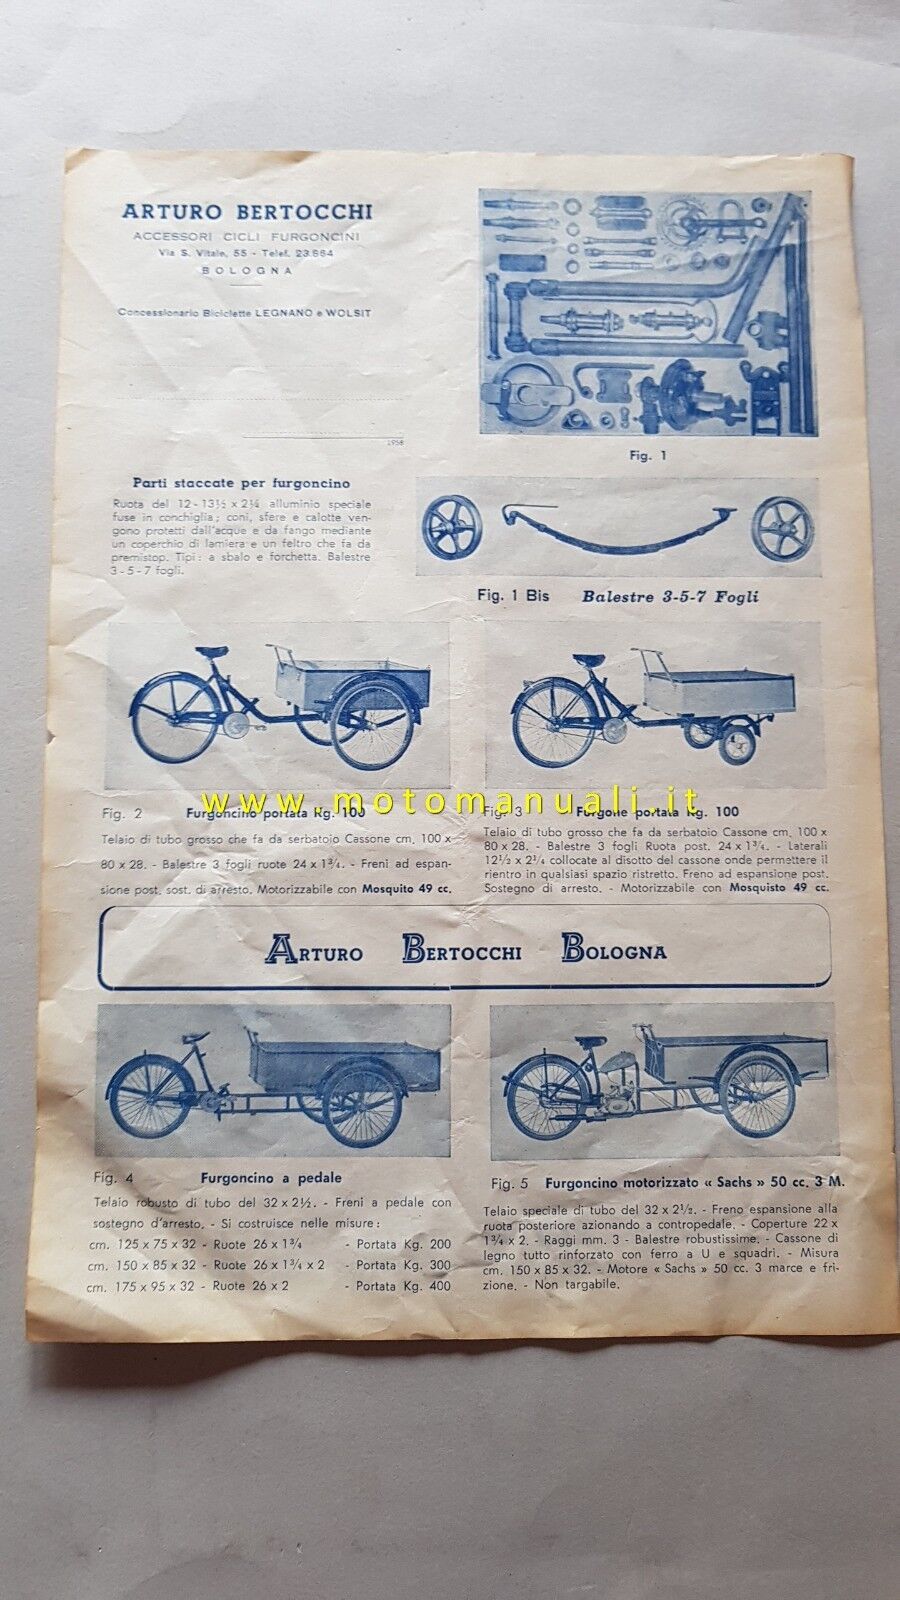 ARTURO BERTOCCHI
ACCESSORI CICLI FURGONCINI
Via S. Vitale, 55 - Telef. 23.664
BOLOGNA
Concessionario Biciclette LEGNANO e WOLSIT
1958
Fig. 1
Parti staccate per furgoncino
Ruota del 12 - 13½ x 2¼ alluminio speciale
fuse in conchiglia; coni, sfere e calotte ven-
gono protetti dall'acque e da fango mediante
un coperchio di lamiera e un feltro che fa da
premistop. Tipi: a sbalo e forchetta. Balestre
3 - 5 - 7 fogli.
Fig. 1 Bis Balestre 3-5-7 Fogli
www.motomanuali.it
Fig. 2 Furgoncino portata Kg. 100
Telaio di tubo grosso che fa da serbatoio Cassone cm. 100 x
80 x 28. - Balestre 3 fogli ruote 24 x 1¾. - Freni ad espan-
sione post. sost. di arresto. Motorizzabile con Mosquito 49 cc.
Fig. 3 Furgone portata Kg. 100
Telaio di tubo grosso che fa da serbatoio Cassone cm. 100 x
80 x 28. - Balestre 3 fogli Ruota post. 24 x 1¾. - Laterali
12½ x 2¼ collocate al disotto del cassone onde permettere il
rientro in qualsiasi spazio ristretto. Freno ad espansione post.
Sostegno di arresto. - Motorizzabile con Mosquisto 49 cc.
ARTURO BERTOCCHI BOLOGNA
Fig. 4 Furgoncino a pedale
Telaio robusto di tubo del 32 x 2½. - Freni a pedale con
sostegno d'arresto. - Si costruisce nelle misure:
cm. 125 x 75 x 32 - Ruote 26 x 1¾ - Portata Kg. 200
cm. 150 x 85 x 32 - Ruote 26 x 1¾ x 2 - Portata Kg. 300
cm. 175 x 95 x 32 - Ruote 26 x 2 - Portata Kg. 400
Fig. 5 Furgoncino motorizzato « Sachs » 50 cc. 3 M.
Telaio speciale di tubo del 32 x 2½. - Freno espansione alla
ruota posteriore azionando a contropedale. - Coperture 22 x
1¾ x 2. - Raggi mm. 3 - Balestre robustissime. - Cassone di
legno tutto rinforzato con ferro a U e squadri. - Misura
cm. 150 x 85 x 32. - Motore « Sachs » 50 cc. 3 marce e fri-
zione. - Non targabile.